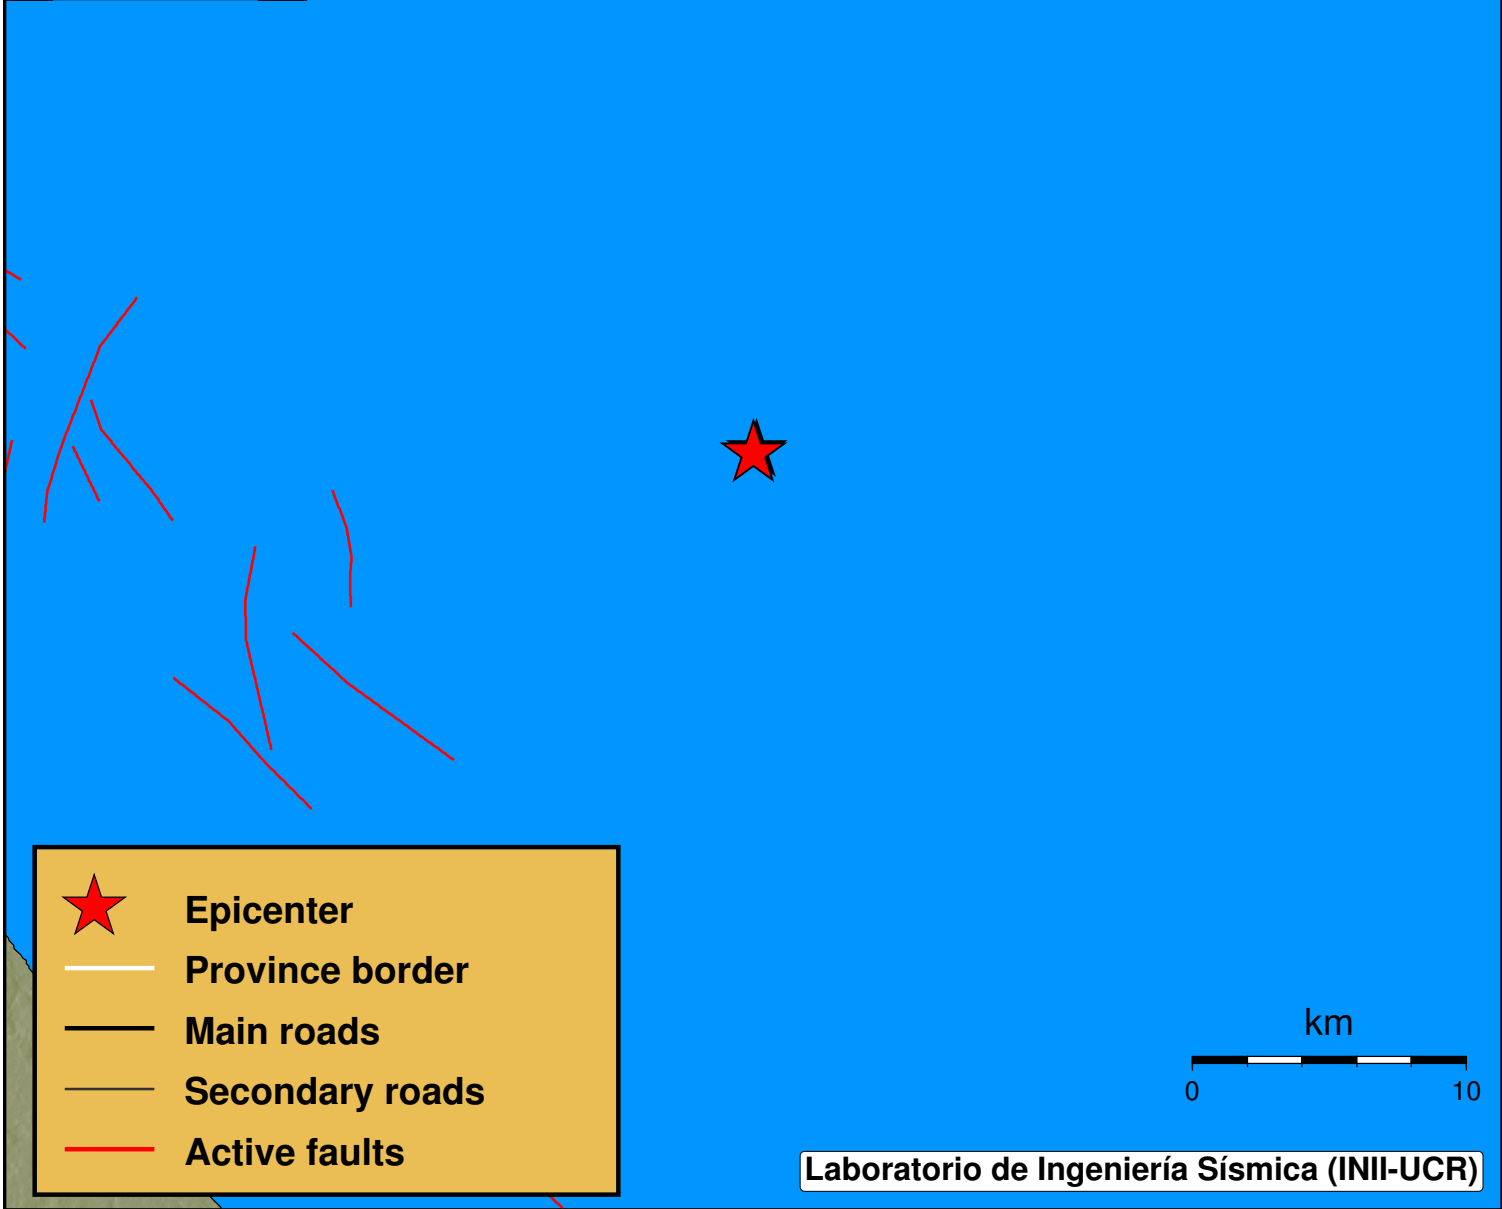 Epicenter
Province border
Main roads
Secondary roads
Active faults
km
0 10
Laboratorio de Ingeniería Sísmica (INII-UCR)